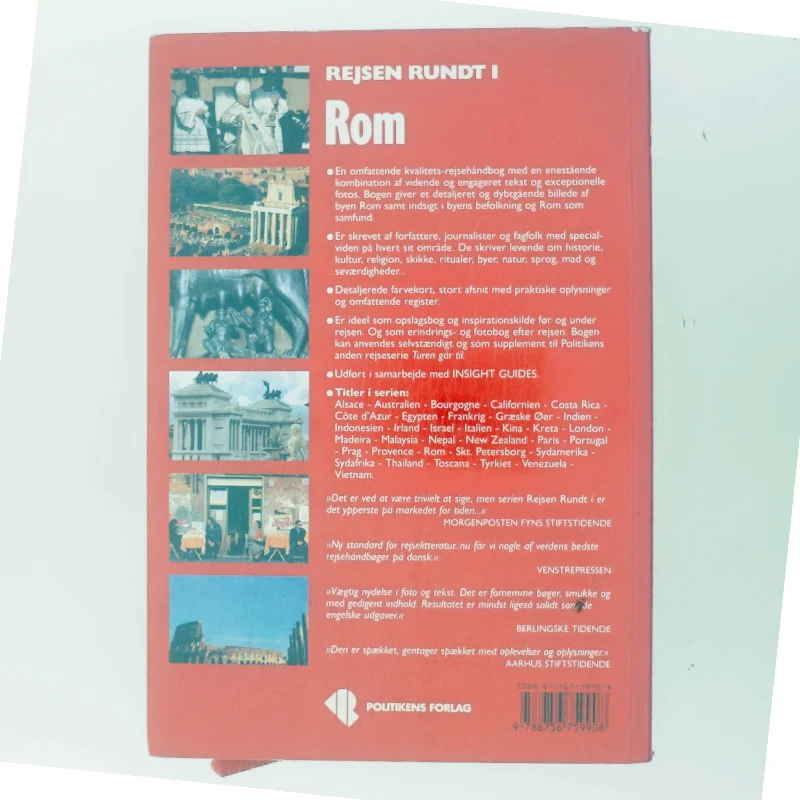 REJSEN RUNDT I
Rom
• En omfattende kvalitets-rejsehåndbog med en enestående
kombination af vidende og engageret tekst og exceptionelle
fotos. Bogen giver et detaljeret og dybtgående billede af
byen Rom samt indsigt i byens befolkning og Rom som
samfund.
• Er skrevet af forfattere, journalister og fagfolk med special-
viden på hvert sit område. De skriver levende om historie,
kultur, religion, skikke, ritualer, byer, natur, sprog, mad og
seværdigheder...
• Detaljerede farvekort, stort afsnit med praktiske oplysninger
og omfattende register.
• Er ideel som opslagsbog og inspirationskilde før og under
rejsen. Og som erindrings- og fotobog efter rejsen. Bogen
kan anvendes selvstændigt og som supplement til Politikens
anden rejseserie Turen går til.
• Udført i samarbejde med INSIGHT GUIDES.
• Titler i serien:
Alsace - Australien - Bourgogne - Californien - Costa Rica -
Côte d'Azur - Egypten - Frankrig - Græske Øer - Indien -
Indonesien - Irland - Israel - Italien - Kina - Kreta - London -
Madeira - Malaysia - Nepal - New Zealand - Paris - Portugal
- Prag - Provence - Rom - Skt. Petersborg - Sydamerika -
Sydafrika - Thailand - Toscana - Tyrkiet - Venezuela -
Vietnam.
»Det er ved at være trivielt at sige, men serien Rejsen Rundt i er
det ypperste på markedet for tiden...«
MORGENPOSTEN FYNS STIFTSTIDENDE
»Ny standard for rejselitteratur..nu får vi nogle af verdens bedste
rejsehåndbøger på dansk.«
VENSTREPRESSEN
»Vægtig nydelse i foto og tekst. Det er fornemme bøger, smukke og
med gedigent indhold. Resultatet er mindst ligeså solidt som de
engelske udgaver.«
BERLINGSKE TIDENDE
»Den er spækket, gentager spækket med oplevelser og oplysninger.«
AARHUS STIFTSTIDENDE
POLITIKENS FORLAG
ISBN 87-567-5990-8
9 788756 759908